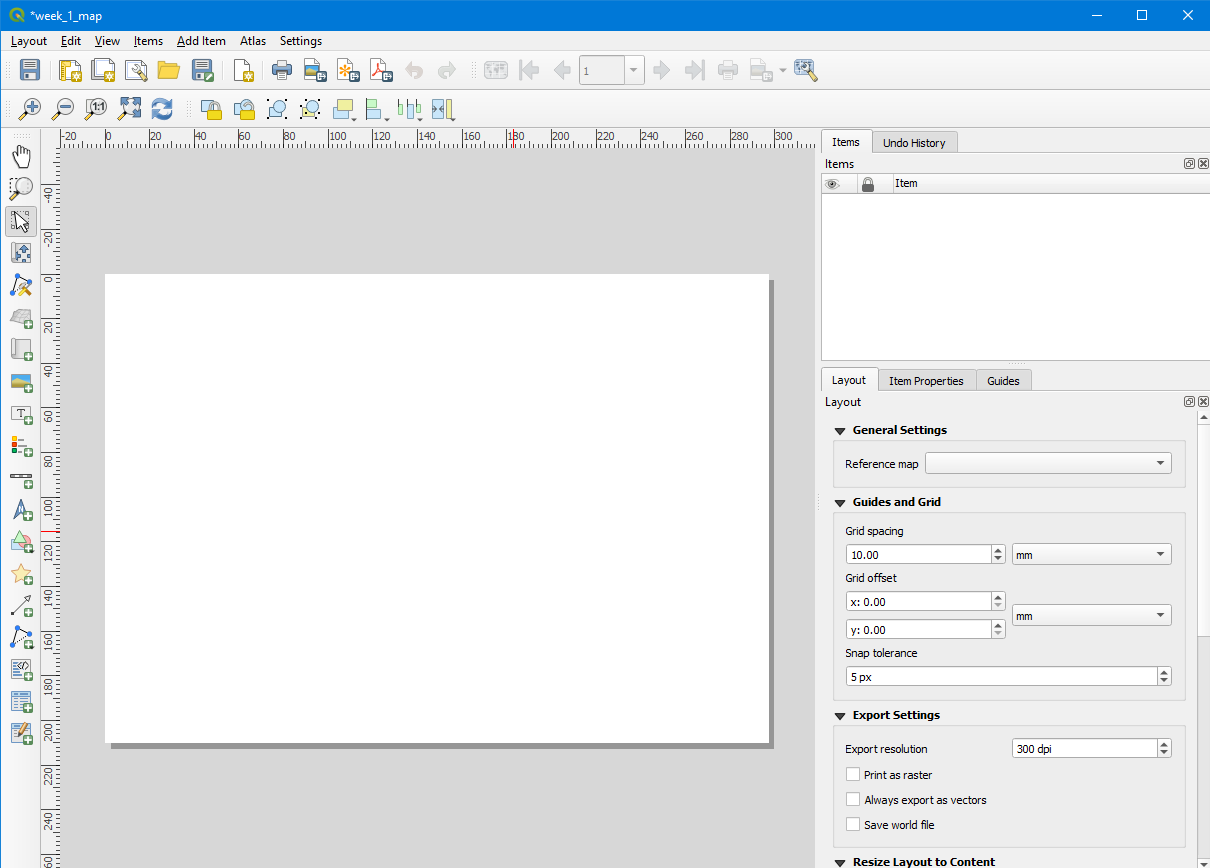 *week_1_map
Layout Edit View Items Add Item Atlas Settings
1
1:1
-20 0 20 40 60 80 100 120 140 160 180 200 220 240 260 280 300
Items Undo History
Items
Item
-40
-20
0
20
40
60
80
100
120
140
160
180
200
220
240
260
T
Layout Item Properties Guides
Layout
General Settings
Reference map
Guides and Grid
Grid spacing
10.00 mm
Grid offset
x: 0.00
mm
y: 0.00
Snap tolerance
5 px
Export Settings
Export resolution 300 dpi
Print as raster
Always export as vectors
Save world file
Resize Layout to Content